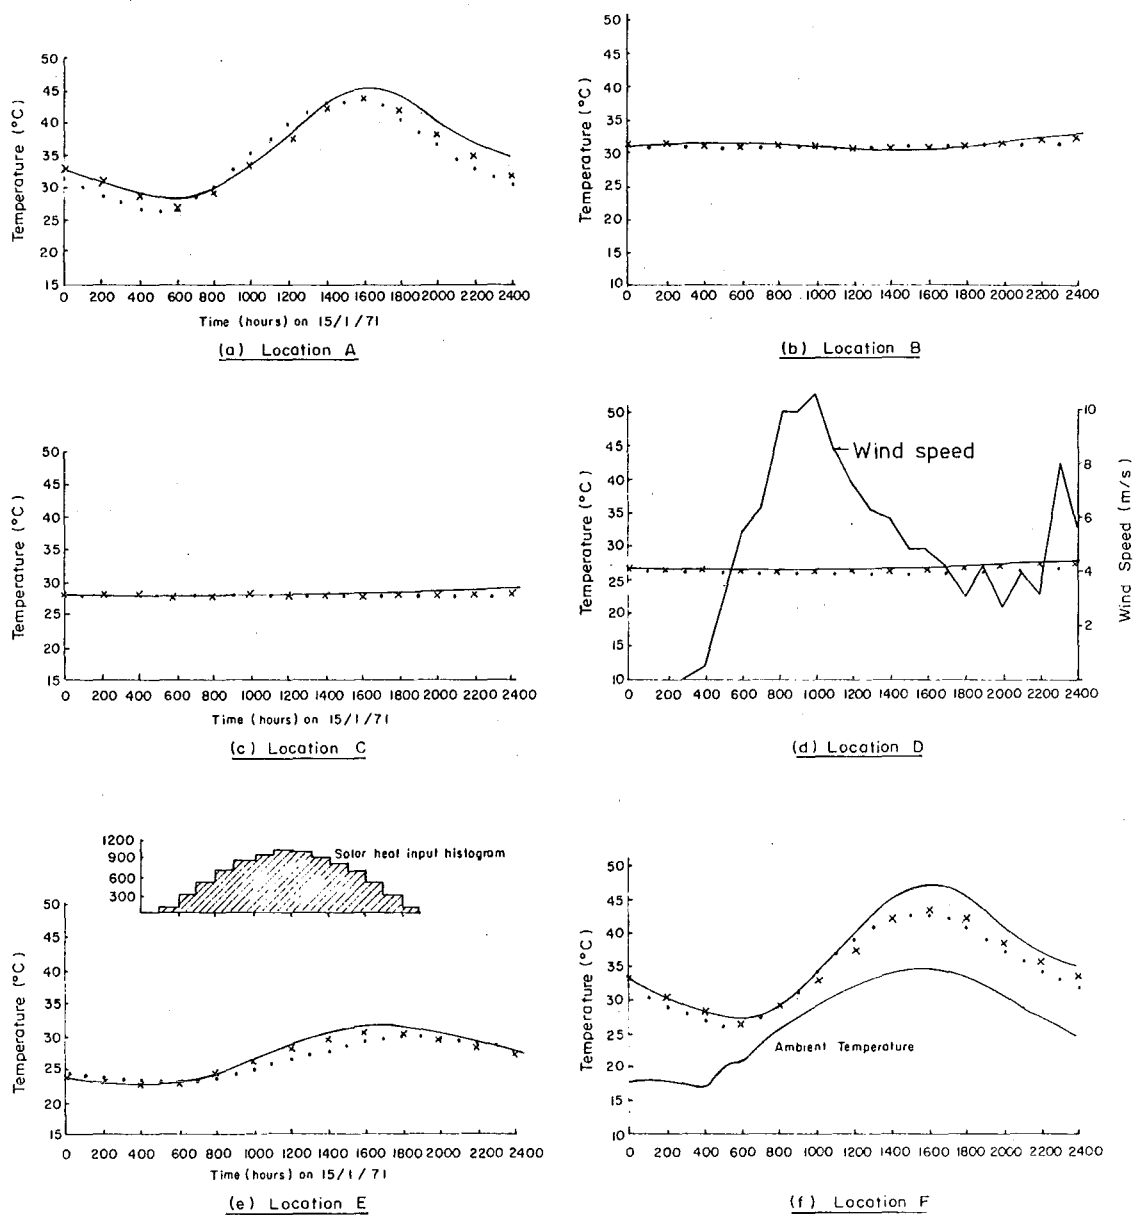 50
45
40
35
30
25
20
15
Temperature (°C)
0 200 400 600 800 1000 1200 1400 1600 1800 2000 2200 2400
Time (hours) on 15/1/71
(a) Location A
50
45
40
35
30
25
20
15
10
Temperature (°C)
0 200 400 600 800 1000 1200 1400 1600 1800 2000 2200 2400
(b) Location B
50
45
40
35
30
25
20
15
Temperature (°C)
0 200 400 600 800 1000 1200 1400 1600 1800 2000 2200 2400
Time (hours) on 15/1/71
(c) Location C
50
45
40
35
30
25
20
15
10
Temperature (°C)
Wind speed
10
8
6
4
2
Wind Speed (m/s)
0 200 400 600 800 1000 1200 1400 1600 1800 2000 2200 2400
(d) Location D
1200
900
600
300
Solar heat input histogram
50
45
40
35
30
25
20
15
Temperature (°C)
0 200 400 600 800 1000 1200 1400 1600 1800 2000 2200 2400
Time (hours) on 15/1/71
(e) Location E
50
45
40
35
30
25
20
15
10
Temperature (°C)
Ambient Temperature
0 200 400 600 800 1000 1200 1400 1600 1800 2000 2200 2400
(f) Location F